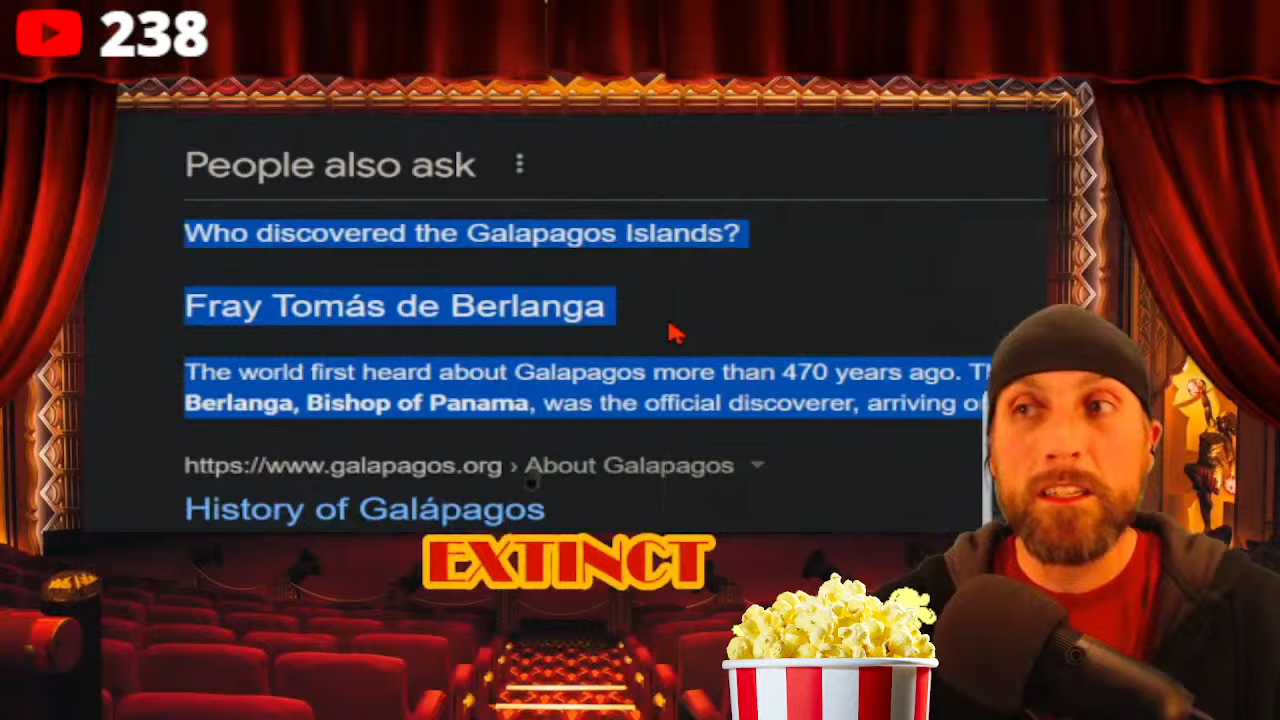 238
People also ask
Who discovered the Galapagos Islands?
Fray Tomás de Berlanga
The world first heard about Galapagos more than 470 years ago.
Berlanga, Bishop of Panama, was the official discoverer, arriving
https://www.galapagos.org › About Galapagos
History of Galápagos
EXTINCT